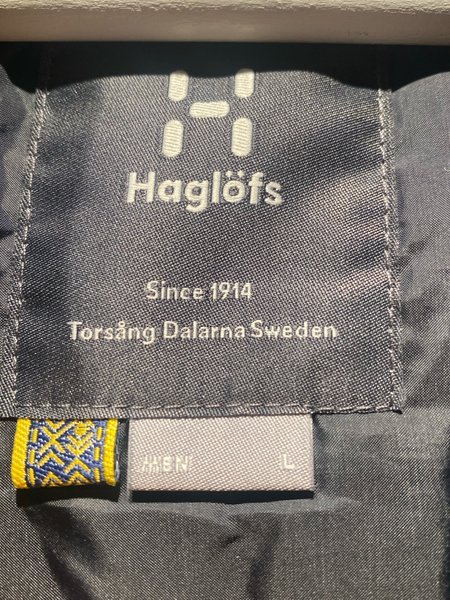 Haglöfs
Since 1914
Torsång Dalarna Sweden
MEN L